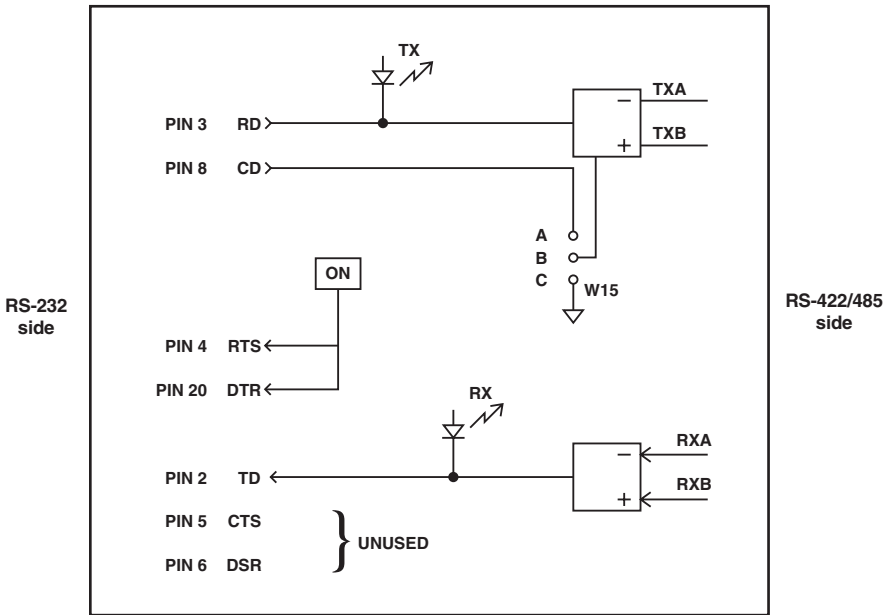 TX
TXA
PIN 3 RD
−
+
TXB
PIN 8 CD
A
B
C
W15
ON
RS-232
side
RS-422/485
side
PIN 4 RTS
PIN 20 DTR
RX
RXA
−
PIN 2 TD
+
RXB
PIN 5 CTS
} UNUSED
PIN 6 DSR